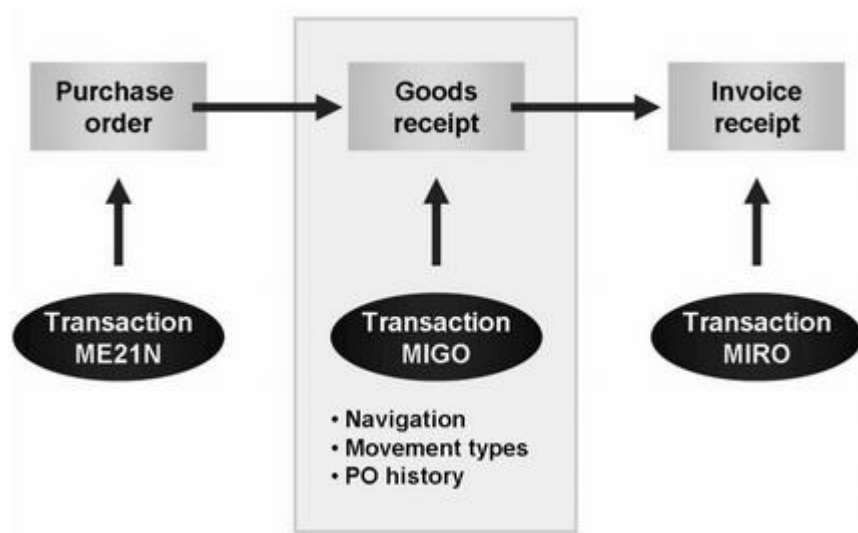 Purchase
order
Goods
receipt
Invoice
receipt
Transaction
ME21N
Transaction
MIGO
Transaction
MIRO
• Navigation
• Movement types
• PO history